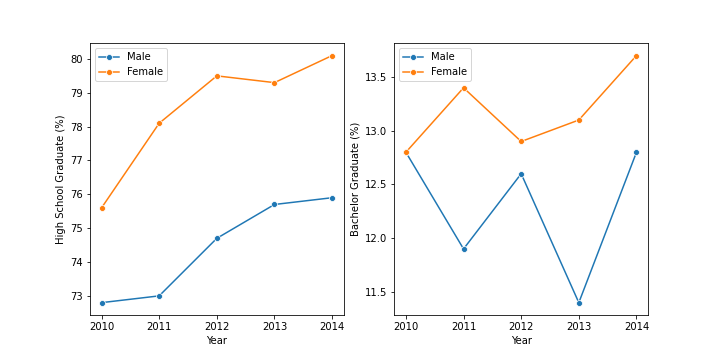 High School Graduate (%)
80
79
78
77
76
75
74
73
Male
Female
2010 2011 2012 2013 2014
Year
Bachelor Graduate (%)
13.5
13.0
12.5
12.0
11.5
Male
Female
2010 2011 2012 2013 2014
Year